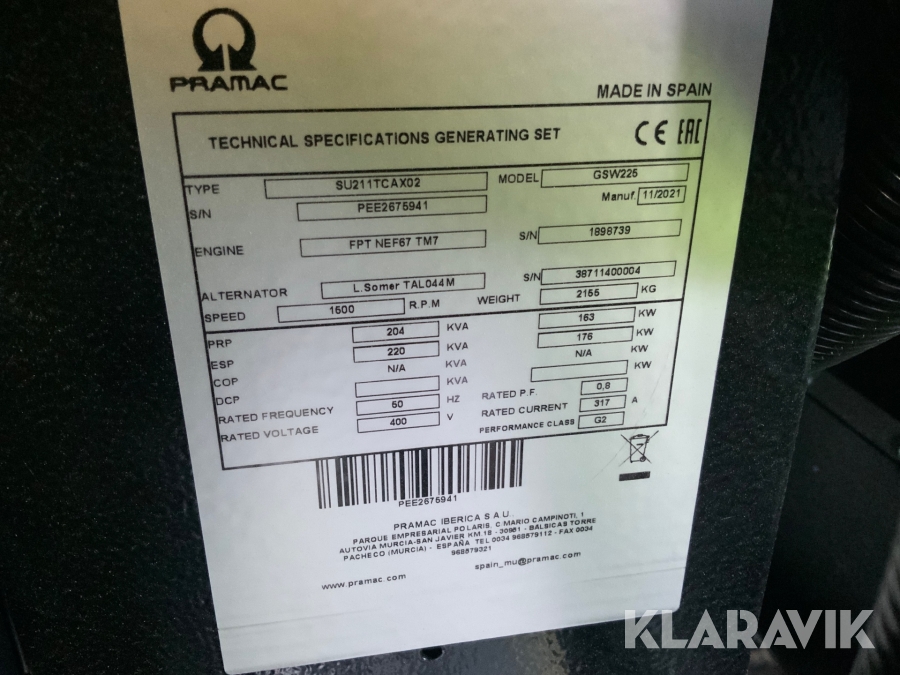 PRAMAC
MADE IN SPAIN
TECHNICAL SPECIFICATIONS GENERATING SET CE EAC
TYPE SU211TCAX02 MODEL GSW225
S/N PEE2675941 Manuf. 11/2021
ENGINE FPT NEF67 TM7 S/N 1898739
ALTERNATOR L.Somer TAL044M S/N 38711400004
SPEED 1500 R.P.M WEIGHT 2155 KG
PRP 204 KVA 163 KW
ESP 220 KVA 176 KW
COP N/A KVA N/A KW
DCP KVA KW
RATED FREQUENCY 50 HZ RATED P.F. 0,8
RATED VOLTAGE 400 V RATED CURRENT 317 A
PERFORMANCE CLASS G2
PEE2675941
PRAMAC IBERICA S.A.U.
PARQUE EMPRESARIAL POLARIS, C/MARIO CAMPINOTI, 1
AUTOVIA MURCIA-SAN JAVIER KM.18 - 30591 - BALSICAS TORRE
PACHECO (MURCIA) - ESPAÑA TEL 0034 968579112 - FAX 0034
968579321
www.pramac.com spain_mu@pramac.com
KLARAVIK